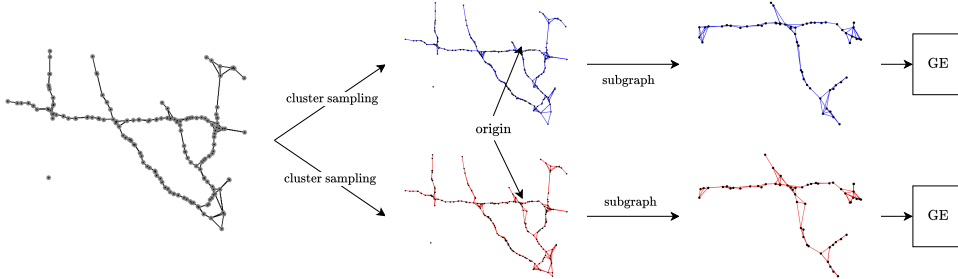 cluster sampling
subgraph
GE
origin
cluster sampling
subgraph
GE